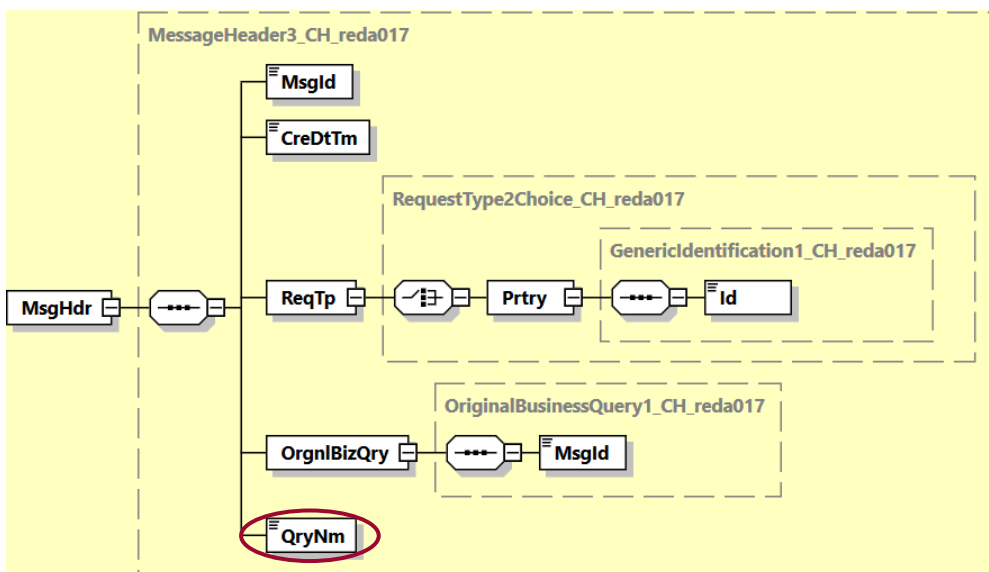 MessageHeader3_CH_reda017
MsgId
CreDtTm
RequestType2Choice_CH_reda017
GenericIdentification1_CH_reda017
MsgHdr
ReqTp
Prtry
Id
OriginalBusinessQuery1_CH_reda017
OrgnlBizQry
MsgId
QryNm